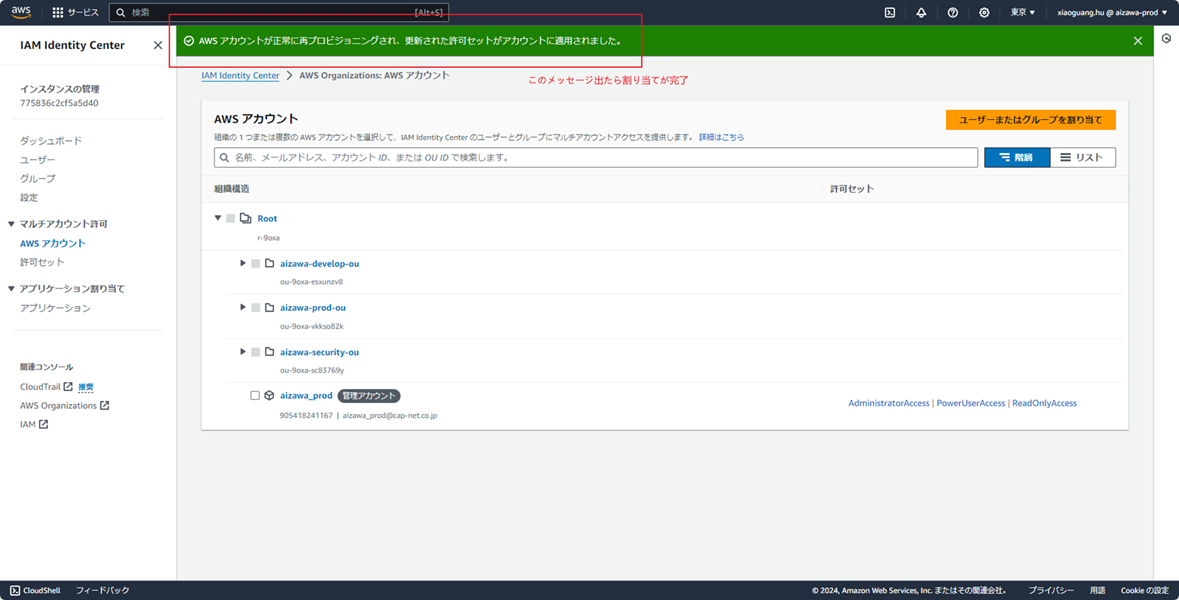 aws サービス 検索 [Alt+S] 東京 ▼ xiaoguang.hu @ aizawa-prod ▼
IAM Identity Center
AWS アカウントが正常に再プロビジョニングされ、更新された許可セットがアカウントに適用されました。
IAM Identity Center > AWS Organizations: AWS アカウント
このメッセージ出たら割り当てが完了
インスタンスの管理
775836c2cf5a5d40
ダッシュボード
ユーザー
グループ
設定
マルチアカウント許可
AWS アカウント
許可セット
アプリケーション割り当て
アプリケーション
関連コンソール
CloudTrail 推奨
AWS Organizations
IAM
AWS アカウント
ユーザーまたはグループを割り当て
組織の 1 つまたは複数の AWS アカウントを選択して、IAM Identity Center のユーザーとグループにマルチアカウントアクセスを提供します。 詳細はこちら
名前、メールアドレス、アカウント ID、または OU ID で検索します。
階層 リスト
組織構造 許可セット
Root
r-9oxa
aizawa-develop-ou
ou-9oxa-esxunzv8
aizawa-prod-ou
ou-9oxa-vkkso82k
aizawa-security-ou
ou-9oxa-sc83769y
aizawa_prod 管理アカウント
905418241167 | aizawa_prod@cap-net.co.jp
AdministratorAccess | PowerUserAccess | ReadOnlyAccess
CloudShell フィードバック © 2024, Amazon Web Services, Inc. またはその関連会社。 プライバシー 用語 Cookie の設定